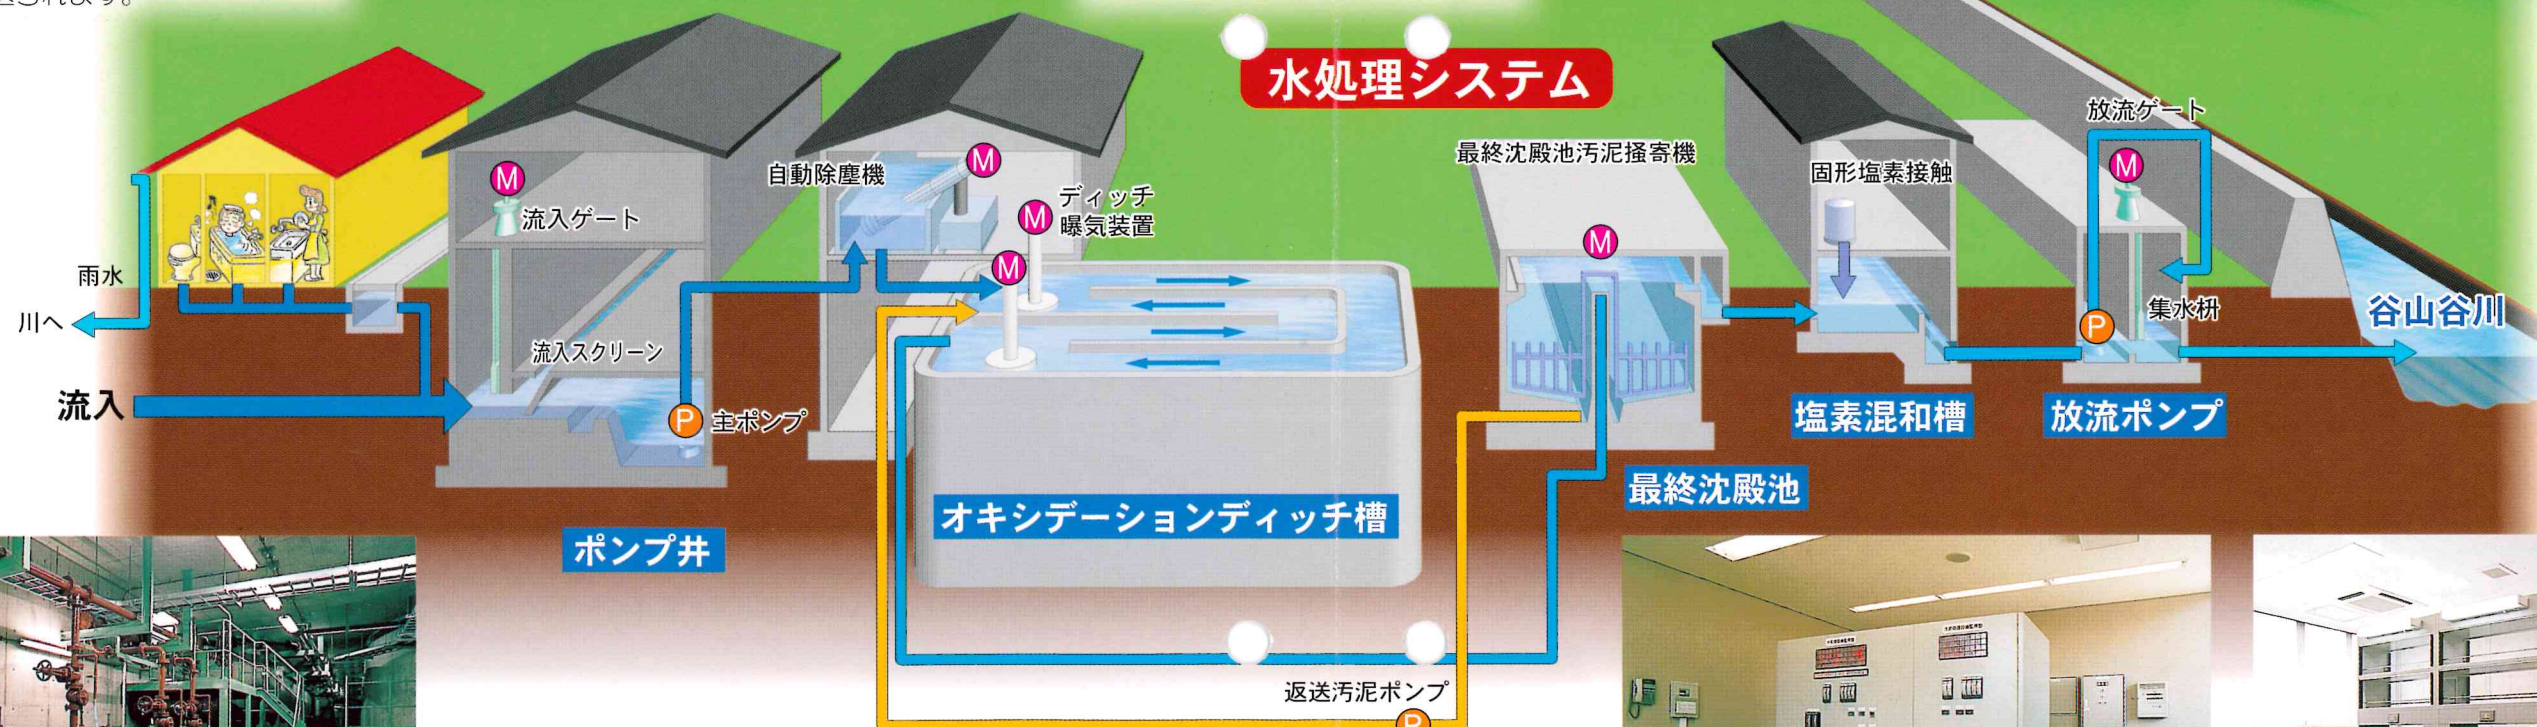 水処理システム
雨水
川へ
流入
M
流入ゲート
流入スクリーン
P
主ポンプ
ポンプ井
自動除塵機
M
M
ディッチ
曝気装置
M
オキシデーションディッチ槽
最終沈殿池汚泥掻寄機
M
最終沈殿池
返送汚泥ポンプ
P
固形塩素接触
塩素混和槽
放流ゲート
M
P
集水枡
放流ポンプ
谷山谷川